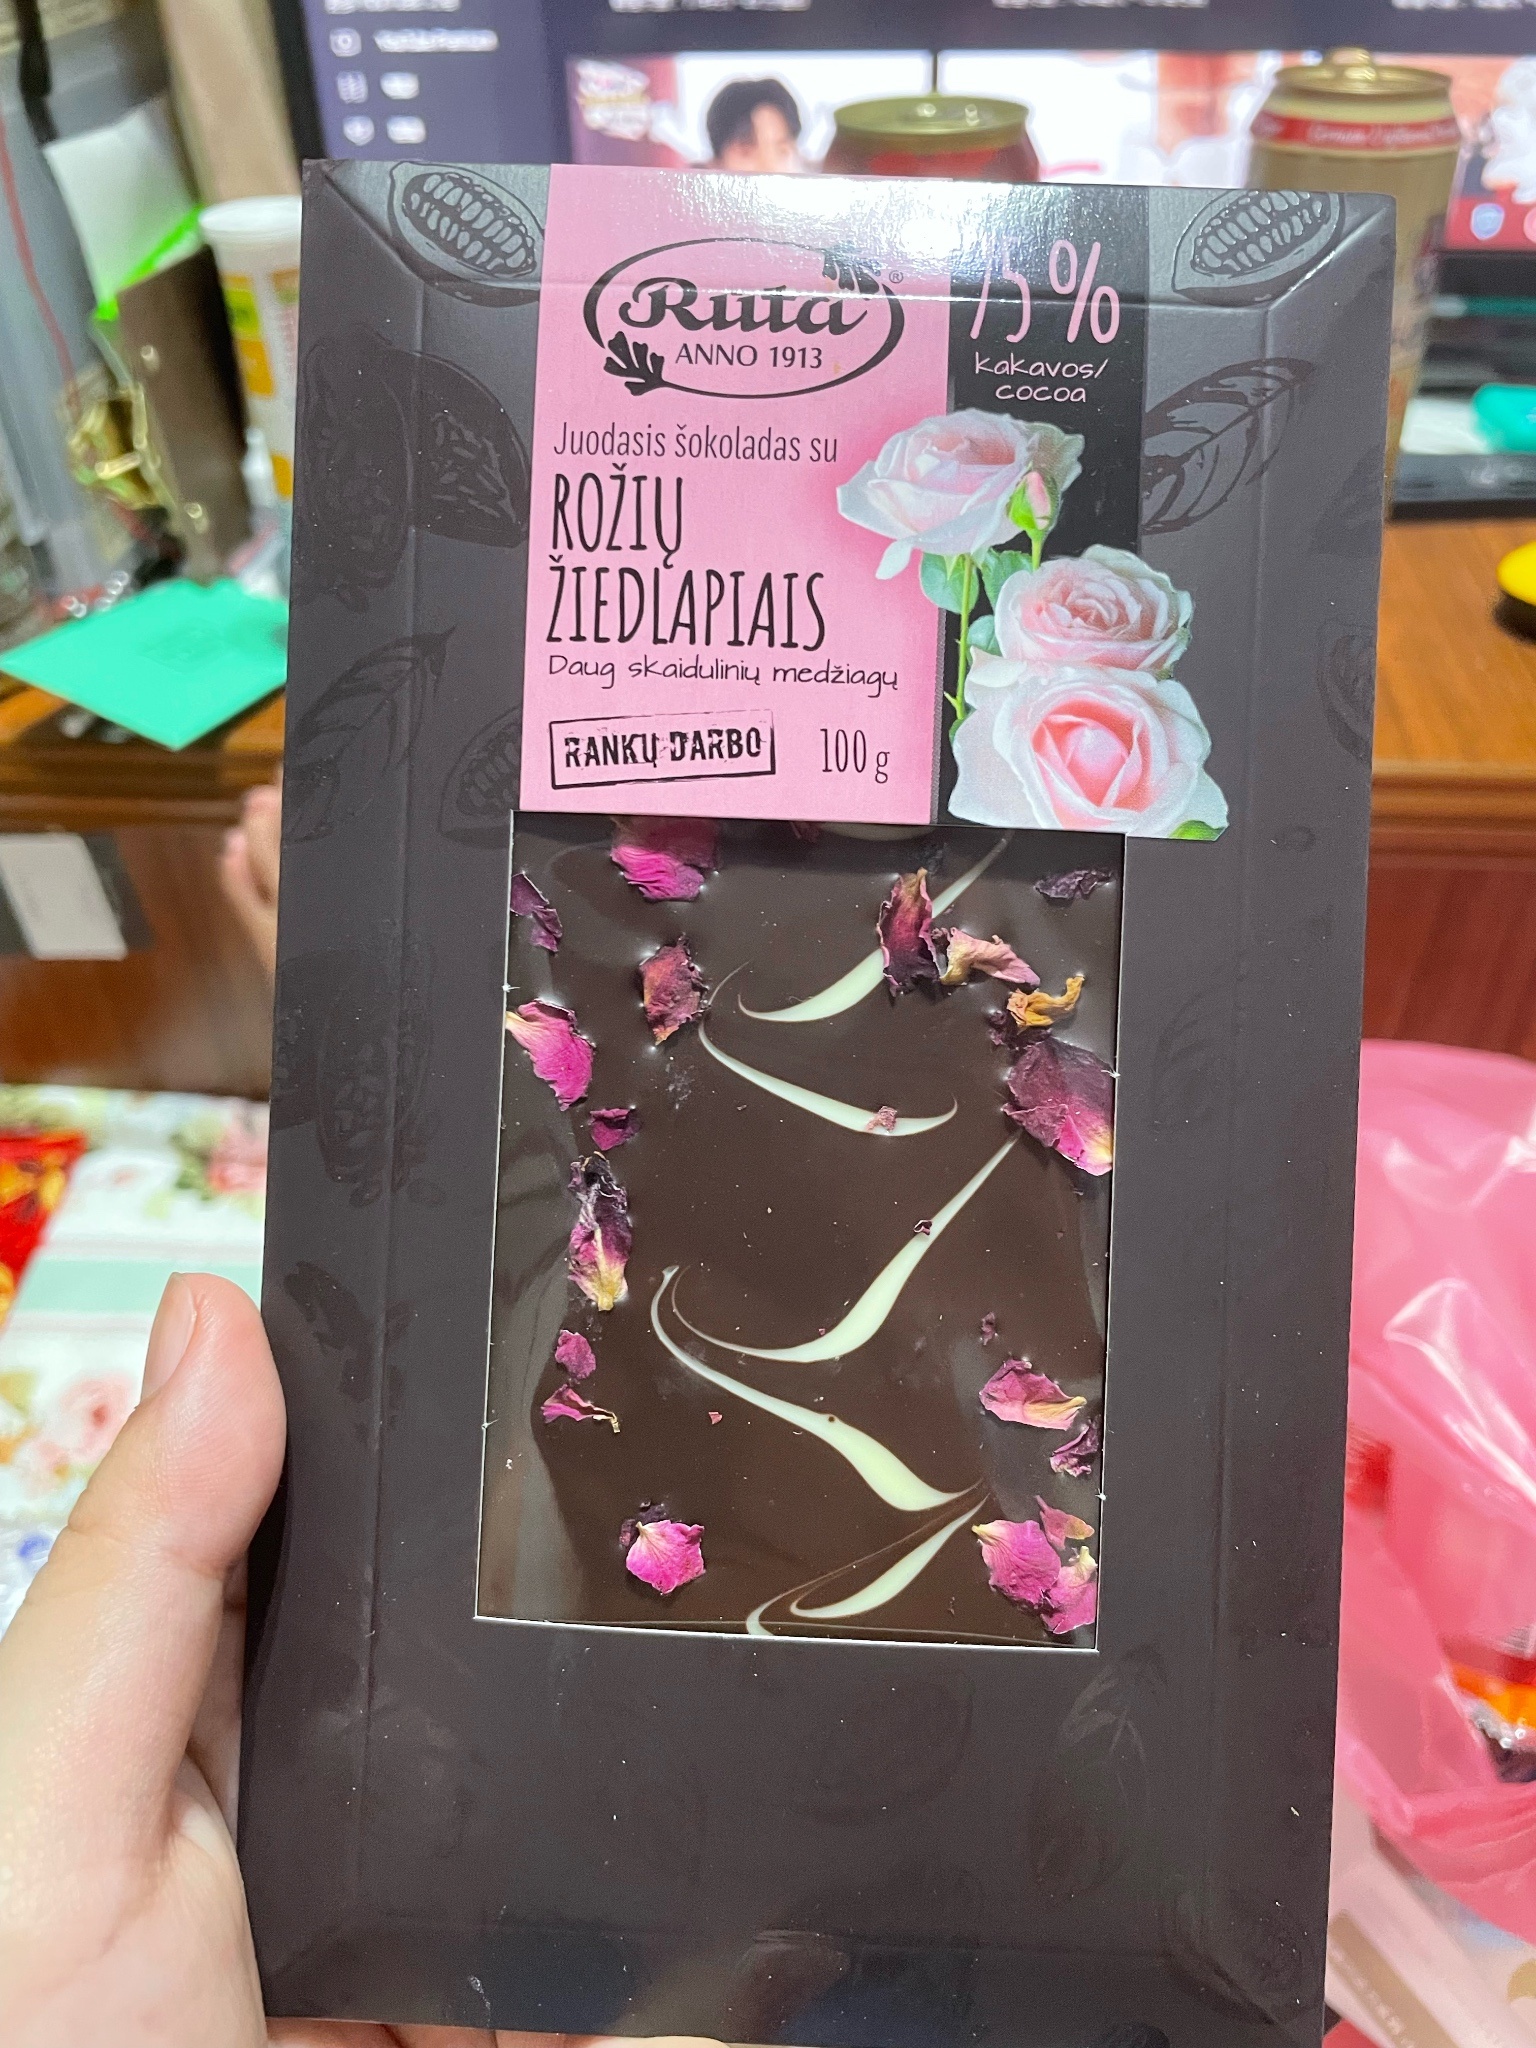 Rūta®
ANNO 1913
75%
kakavos/
cocoa
Juodasis šokoladas su
ROŽIŲ
ŽIEDLAPIAIS
Daug skaidulinių medžiagų
RANKŲ DARBO
100 g